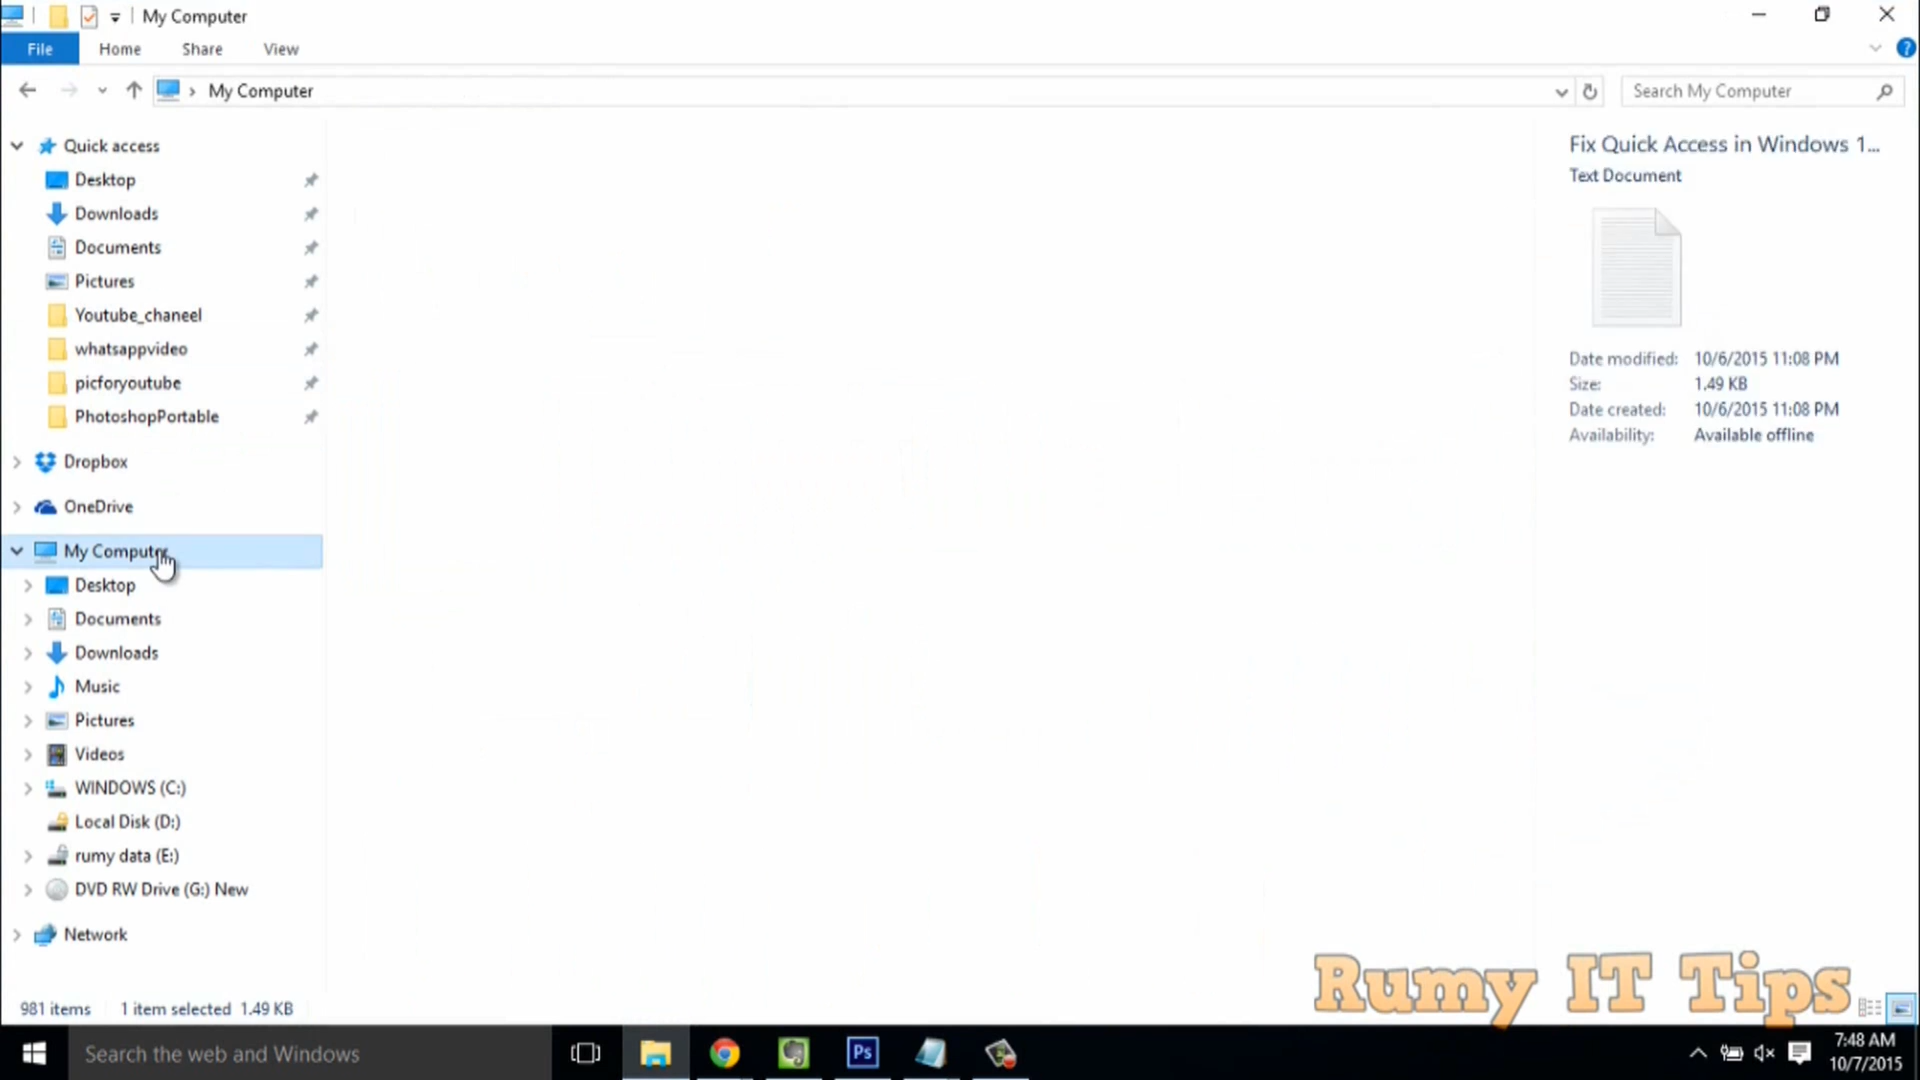 My Computer
File Home Share View
My Computer
Search My Computer
Quick access
Desktop
Downloads
Documents
Pictures
Youtube_chaneel
whatsappvideo
picforyoutube
PhotoshopPortable
Dropbox
OneDrive
My Computer
Desktop
Documents
Downloads
Music
Pictures
Videos
WINDOWS (C:)
Local Disk (D:)
rumy data (E:)
DVD RW Drive (G:) New
Network
Fix Quick Access in Windows 1...
Text Document
Date modified: 10/6/2015 11:08 PM
Size: 1.49 KB
Date created: 10/6/2015 11:08 PM
Availability: Available offline
Rumy IT Tips
981 items 1 item selected 1.49 KB
Search the web and Windows
Ps
7:48 AM
10/7/2015